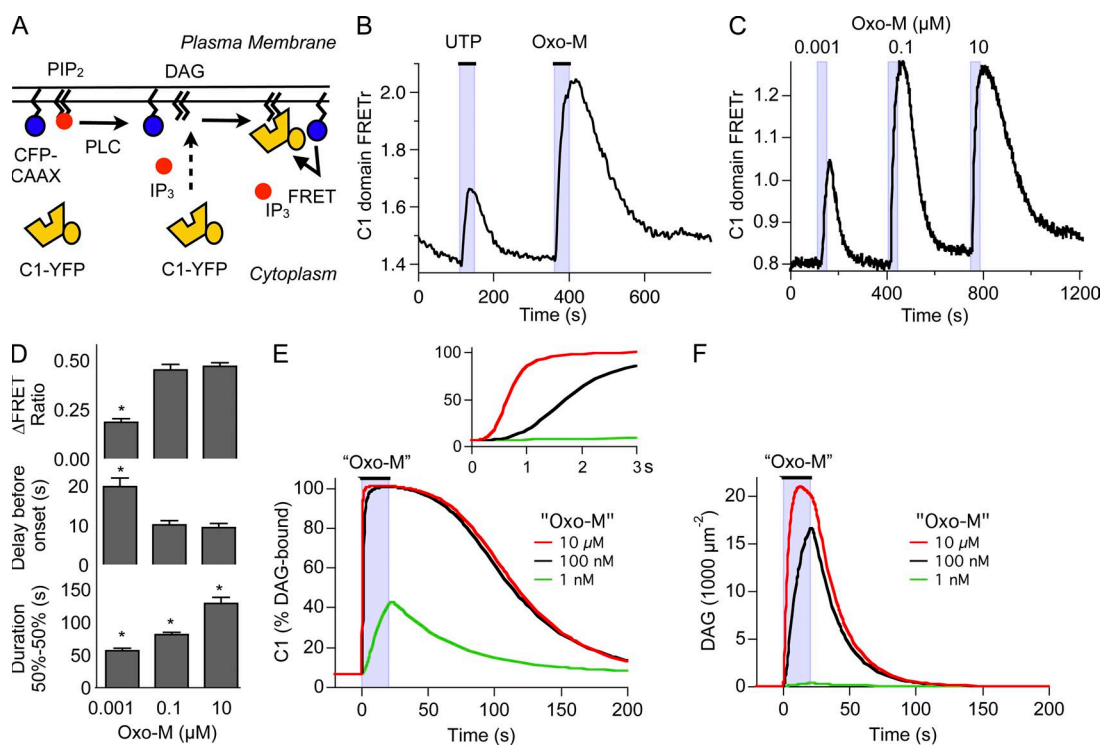 A
Plasma Membrane
PIP2
DAG
PLC
CFP-
CAAX
IP3
IP3
FRET
C1-YFP
C1-YFP
Cytoplasm
B
UTP
Oxo-M
C1 domain FRETr
2.0
1.8
1.6
1.4
0
200
400
600
Time (s)
C
Oxo-M (µM)
0.001
0.1
10
C1 domain FRETr
1.2
1.1
1.0
0.9
0.8
0
400
800
1200
Time (s)
D
ΔFRET
Ratio
0.50
0.25
0.00
*
Delay before
onset (s)
20
10
0
*
Duration
50%-50% (s)
150
100
50
0
*
*
*
0.001
0.1
10
Oxo-M (µM)
E
100
50
0
0
1
2
3 s
"Oxo-M"
C1 (% DAG-bound)
100
80
60
40
20
0
"Oxo-M"
10 µM
100 nM
1 nM
0
50
100
150
200
Time (s)
F
"Oxo-M"
DAG (1000 µm-2)
20
15
10
5
0
"Oxo-M"
10 µM
100 nM
1 nM
0
50
100
150
200
Time (s)